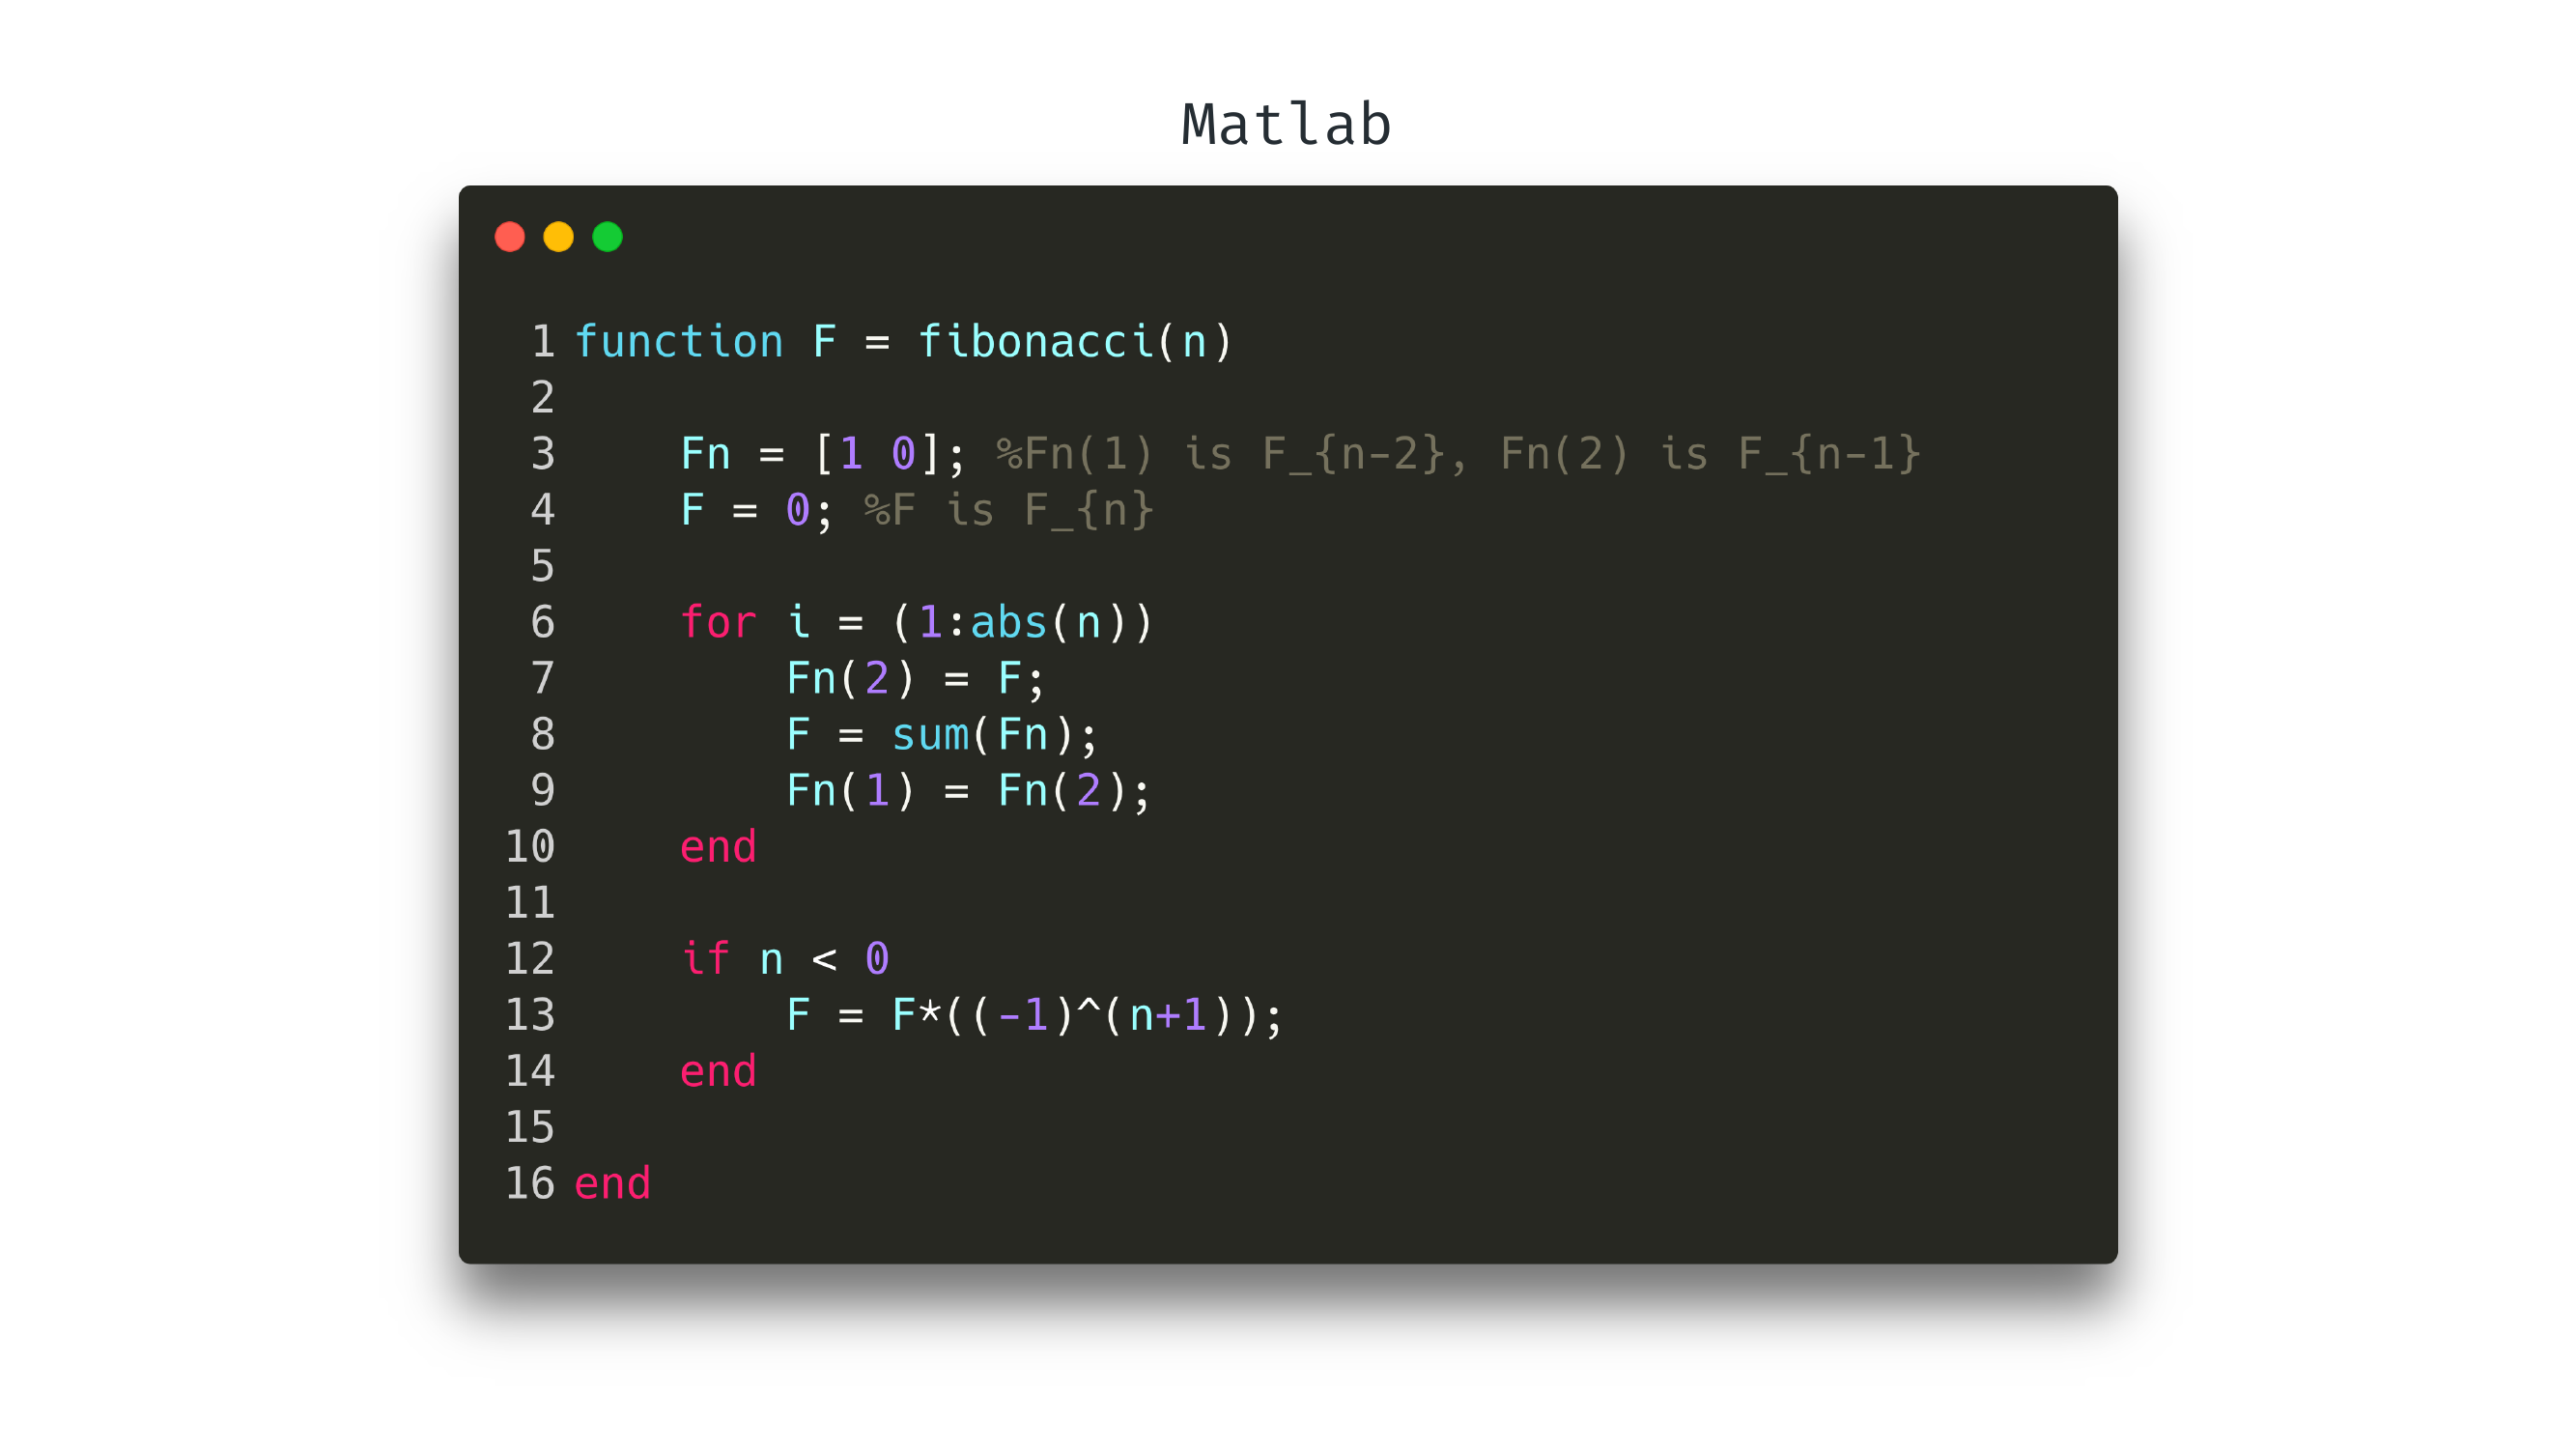 Matlab
1 function F = fibonacci(n)
2
3     Fn = [1 0]; %Fn(1) is F_{n-2}, Fn(2) is F_{n-1}
4     F = 0; %F is F_{n}
5
6     for i = (1:abs(n))
7         Fn(2) = F;
8         F = sum(Fn);
9         Fn(1) = Fn(2);
10     end
11
12     if n < 0
13         F = F*((-1)^(n+1));
14     end
15
16 end